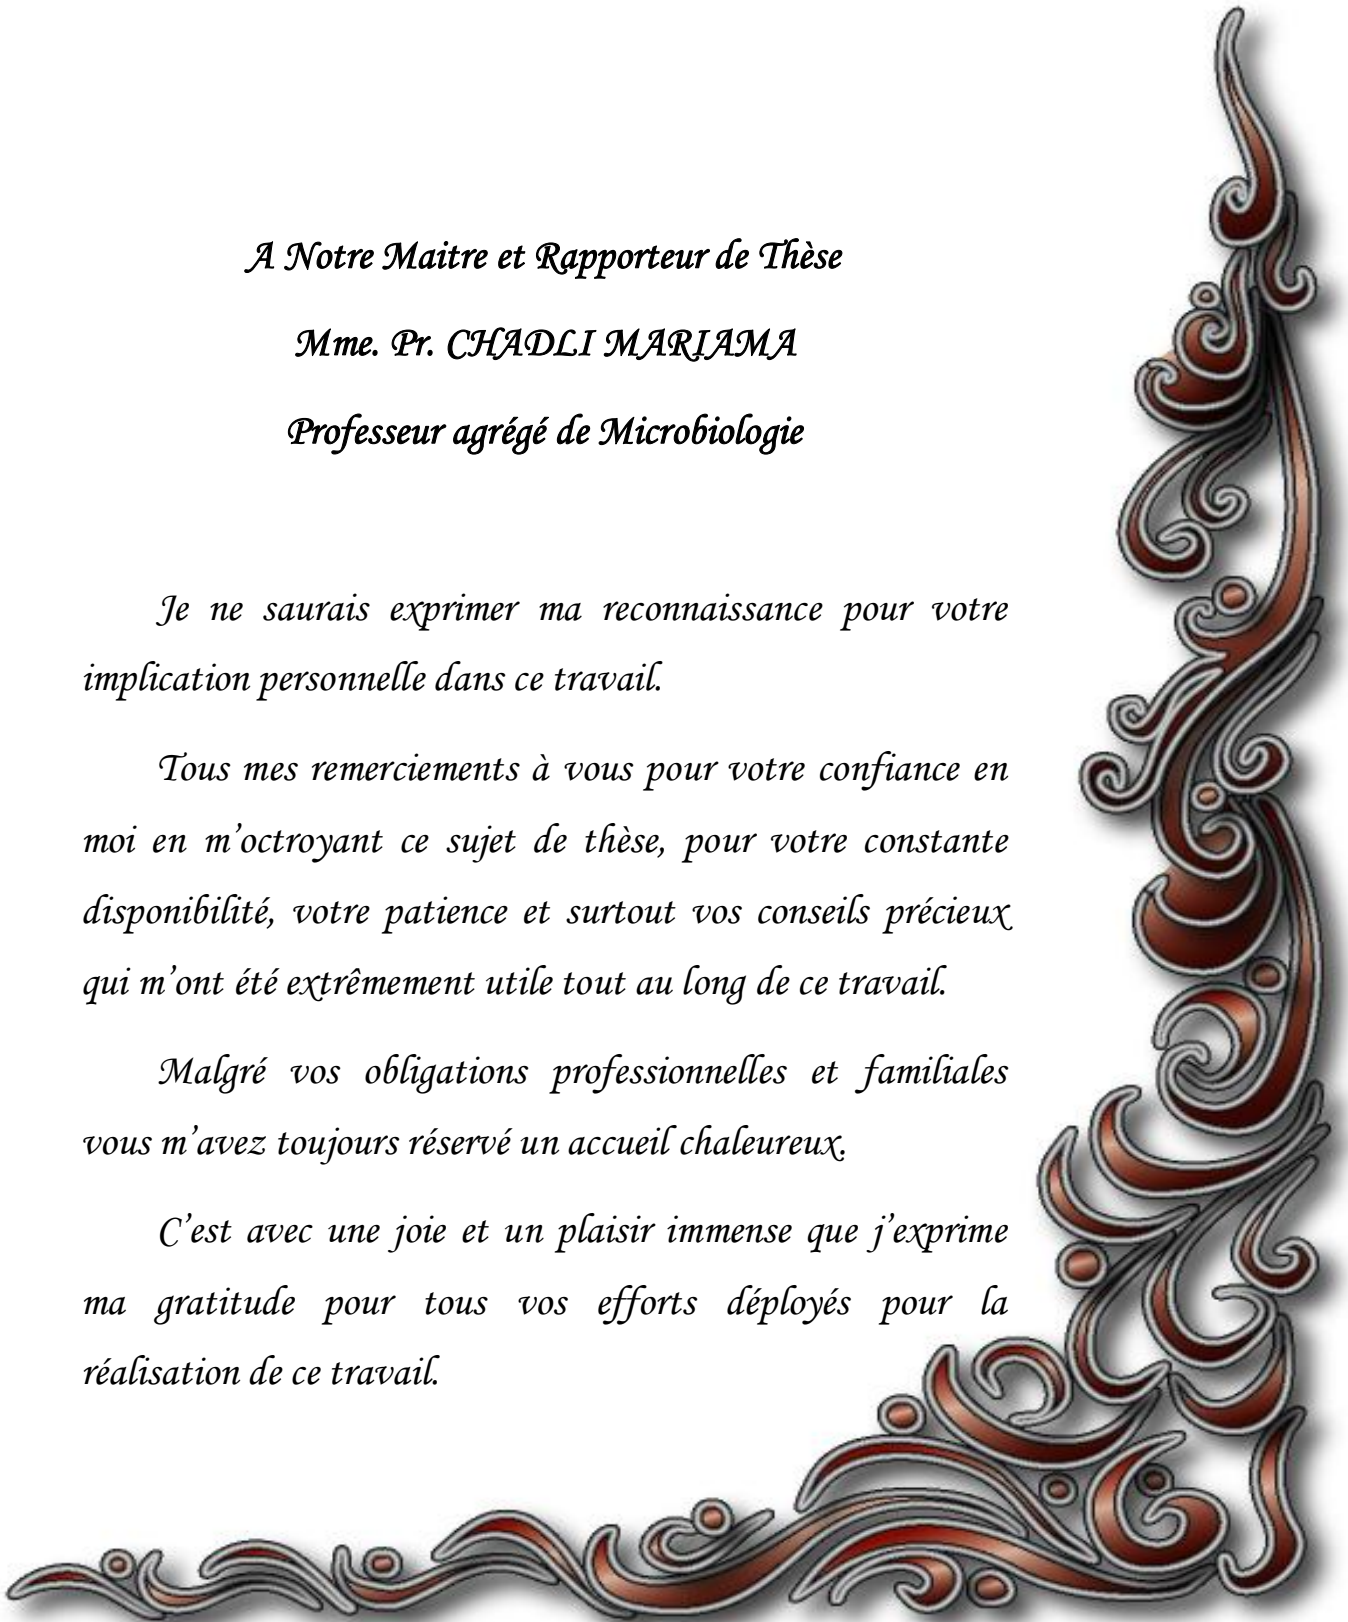 A Notre Maitre et Rapporteur de Thèse
Mme. Pr. CHADLI MARIAMA
Professeur agrégé de Microbiologie
Je ne saurais exprimer ma reconnaissance pour votre
implication personnelle dans ce travail.
Tous mes remerciements à vous pour votre confiance en
moi en m’octroyant ce sujet de thèse, pour votre constante
disponibilité, votre patience et surtout vos conseils précieux
qui m’ont été extrêmement utile tout au long de ce travail.
Malgré vos obligations professionnelles et familiales
vous m’avez toujours réservé un accueil chaleureux.
C’est avec une joie et un plaisir immense que j’exprime
ma gratitude pour tous vos efforts déployés pour la
réalisation de ce travail.